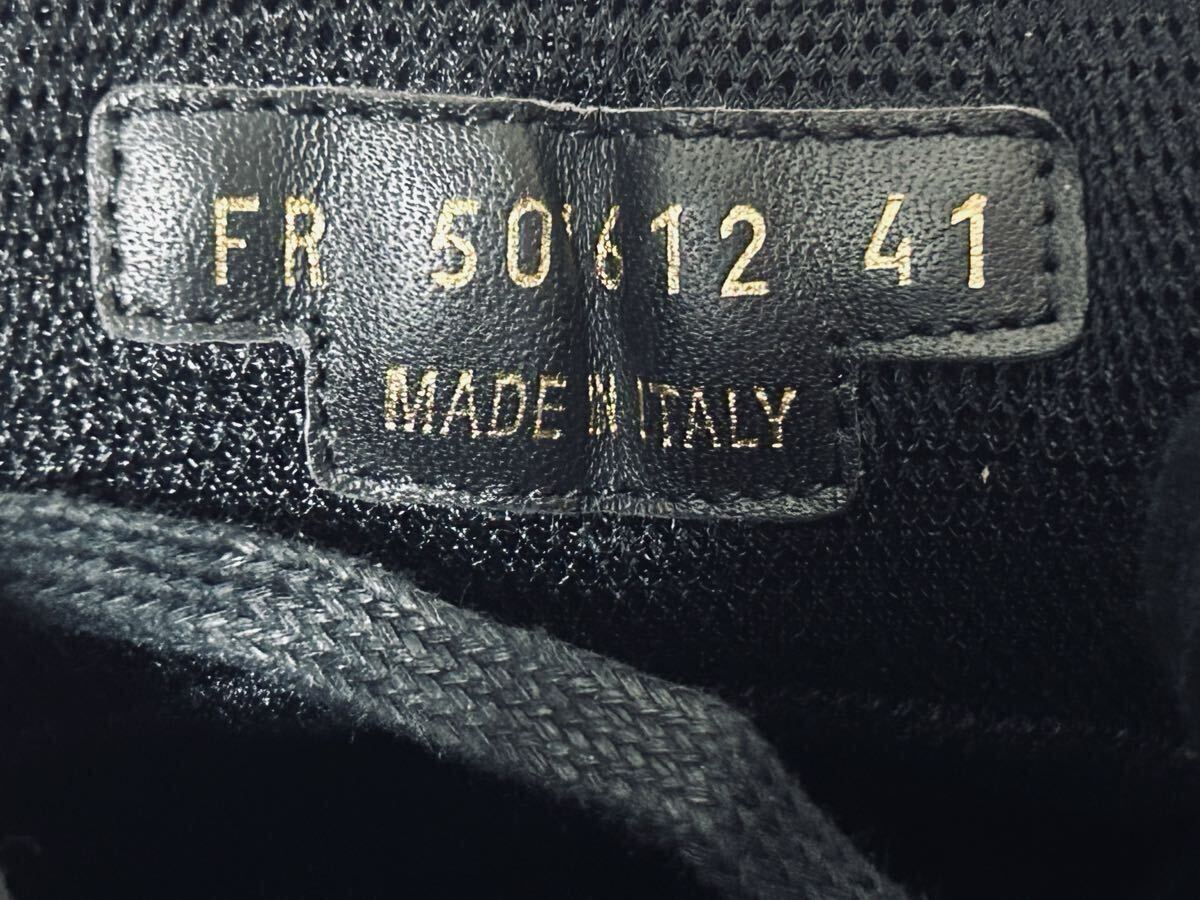 FR 50612 41
MADE IN ITALY